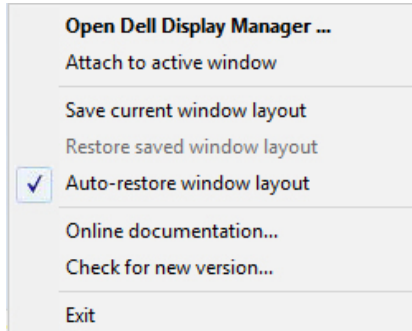 Open Dell Display Manager ...
Attach to active window
Save current window layout
Restore saved window layout
Auto-restore window layout
Online documentation...
Check for new version...
Exit